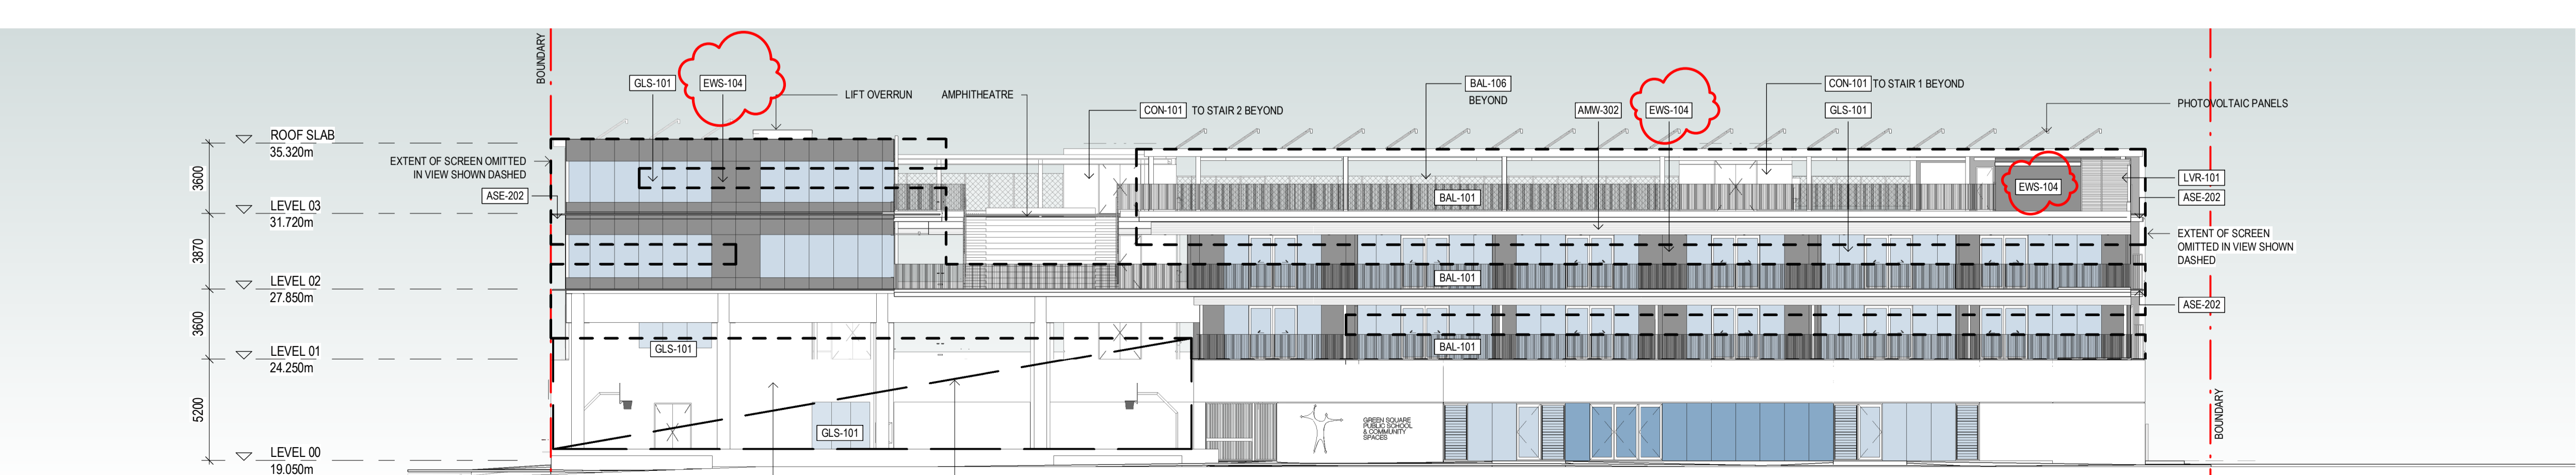 BOUNDARY
GLS-101
EWS-104
LIFT OVERRUN
AMPHITHEATRE
CON-101 TO STAIR 2 BEYOND
BAL-106
BEYOND
AMW-302
EWS-104
CON-101 TO STAIR 1 BEYOND
GLS-101
PHOTOVOLTAIC PANELS
ROOF SLAB
35.320m
EXTENT OF SCREEN OMITTED
IN VIEW SHOWN DASHED
ASE-202
3600
LEVEL 03
31.720m
BAL-101
EWS-104
LVR-101
ASE-202
EXTENT OF SCREEN
OMITTED IN VIEW SHOWN
DASHED
3870
LEVEL 02
27.850m
BAL-101
ASE-202
3600
LEVEL 01
24.250m
GLS-101
BAL-101
5200
GLS-101
GREEN SQUARE
PUBLIC SCHOOL
& COMMUNITY
SPACES
BOUNDARY
LEVEL 00
19.050m